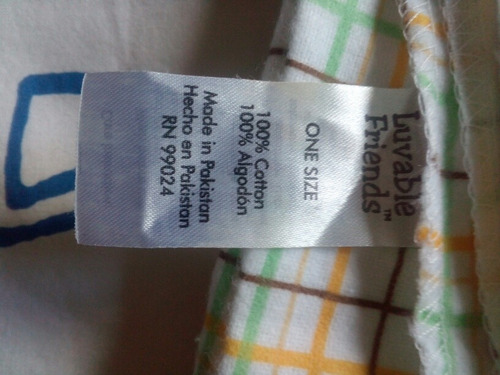 Luvable
Friends™
ONE SIZE
100% Cotton
100% Algodón
Made in Pakistan
Hecho en Pakistan
RN 99024